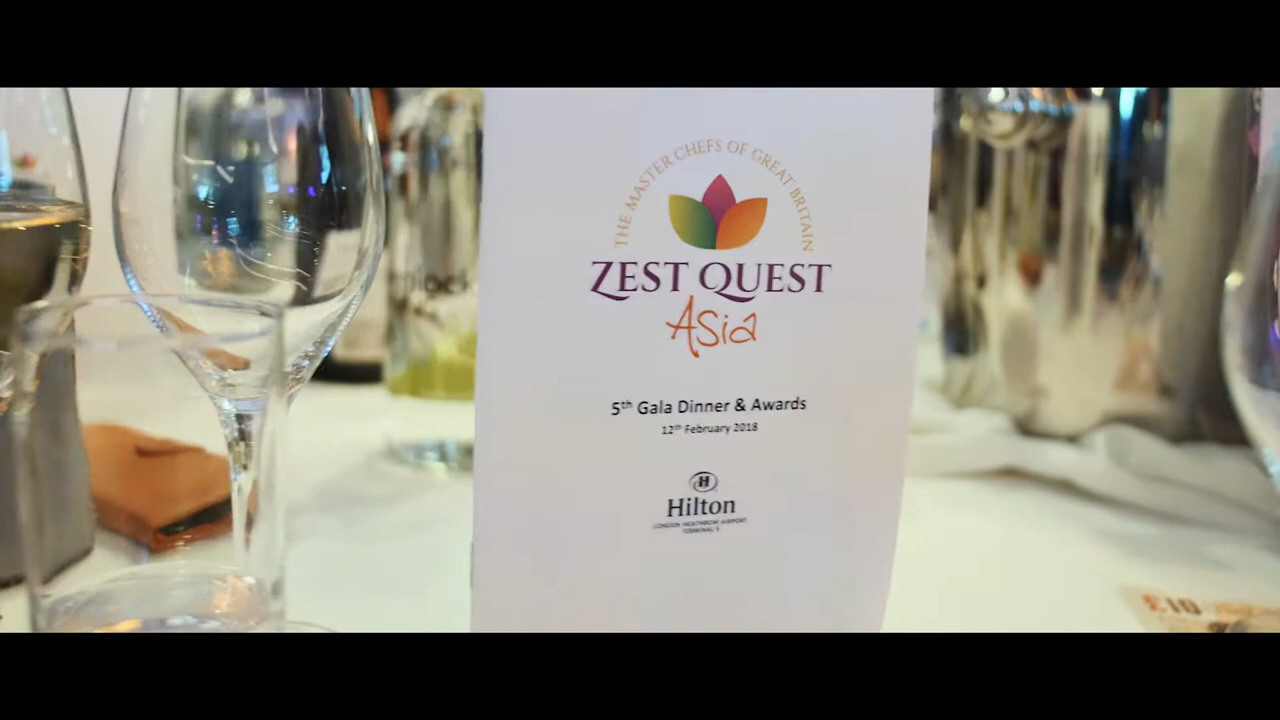 THE MASTER CHEFS OF GREAT BRITAIN
ZEST QUEST
Asia
5th Gala Dinner & Awards
12th February 2018
H
Hilton
LONDON HEATHROW AIRPORT
TERMINAL 5
£10